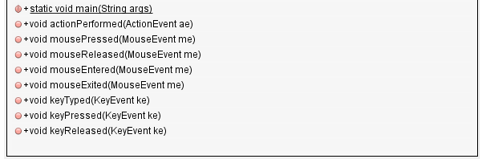 +static void main(String args)
+void actionPerformed(ActionEvent ae)
+void mousePressed(MouseEvent me)
+void mouseReleased(MouseEvent me)
+void mouseEntered(MouseEvent me)
+void mouseExited(MouseEvent me)
+void keyTyped(KeyEvent ke)
+void keyPressed(KeyEvent ke)
+void keyReleased(KeyEvent ke)